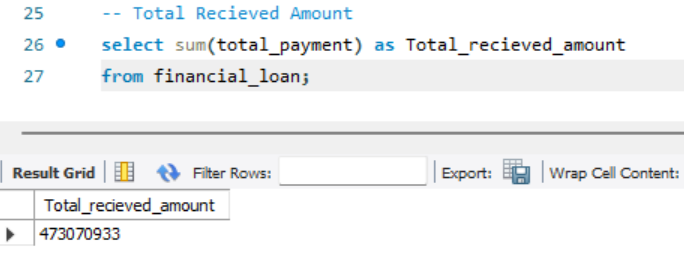 25 -- Total Recieved Amount
26 select sum(total_payment) as Total_recieved_amount
27 from financial_loan;
Result Grid Filter Rows: Export: Wrap Cell Content:
Total_recieved_amount
473070933